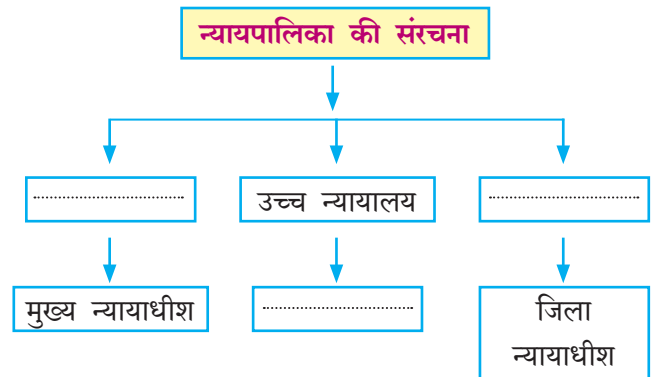 न्यायपालिका की संरचना
उच्च न्यायालय
मुख्य न्यायाधीश
जिला
न्यायाधीश